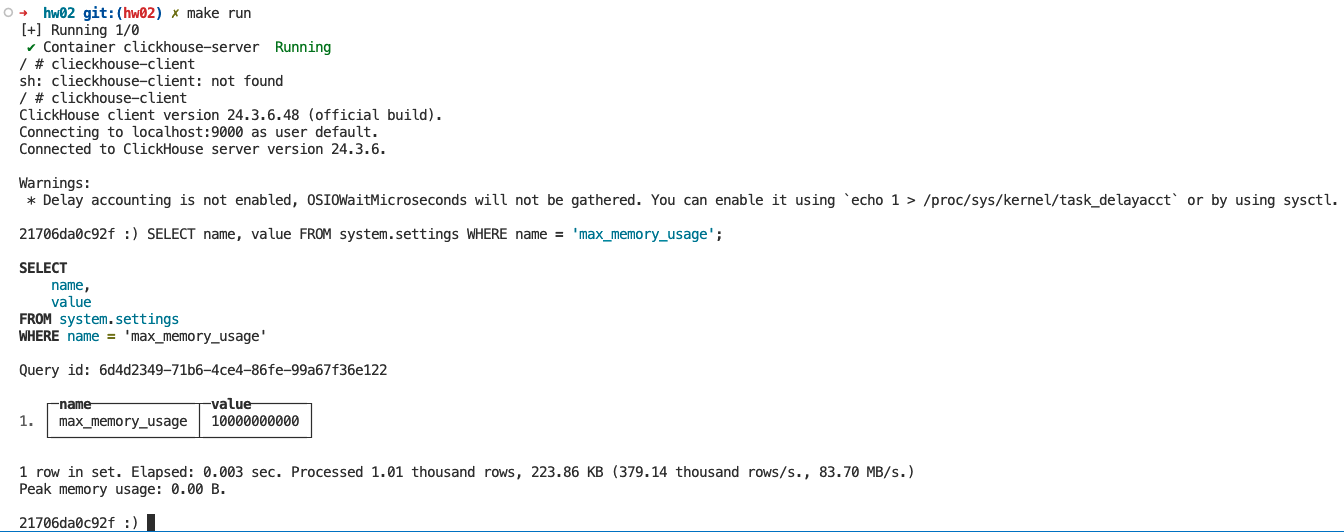 ➜ hw02 git:(hw02) ✗ make run
[+] Running 1/0
✔ Container clickhouse-server Running
/ # clieckhouse-client
sh: clieckhouse-client: not found
/ # clickhouse-client
ClickHouse client version 24.3.6.48 (official build).
Connecting to localhost:9000 as user default.
Connected to ClickHouse server version 24.3.6.
Warnings:
* Delay accounting is not enabled, OSIOWaitMicroseconds will not be gathered. You can enable it using `echo 1 > /proc/sys/kernel/task_delayacct` or by using sysctl.
21706da0c92f :) SELECT name, value FROM system.settings WHERE name = 'max_memory_usage';
SELECT
name,
value
FROM system.settings
WHERE name = 'max_memory_usage'
Query id: 6d4d2349-71b6-4ce4-86fe-99a67f36e122
name value
1. max_memory_usage 10000000000
1 row in set. Elapsed: 0.003 sec. Processed 1.01 thousand rows, 223.86 KB (379.14 thousand rows/s., 83.70 MB/s.)
Peak memory usage: 0.00 B.
21706da0c92f :)